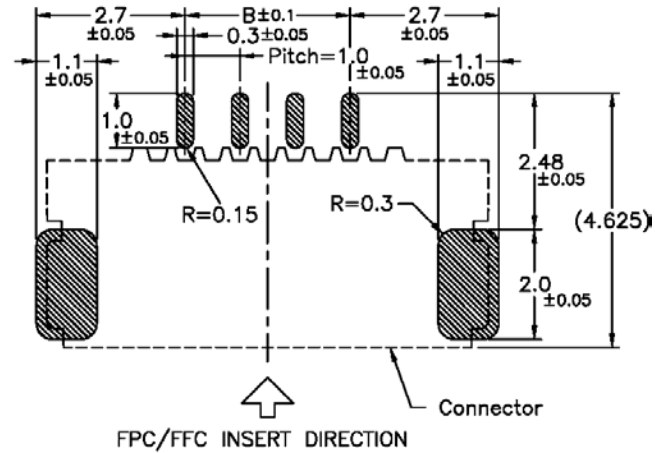 2.7 B±0.1 2.7
±0.05 0.3±0.05 ±0.05
1.1 Pitch=1.0 1.1
±0.05 ±0.05 ±0.05
1.0
±0.05
2.48
±0.05
R=0.15 R=0.3
(4.625)
2.0
±0.05
Connector
FPC/FFC INSERT DIRECTION